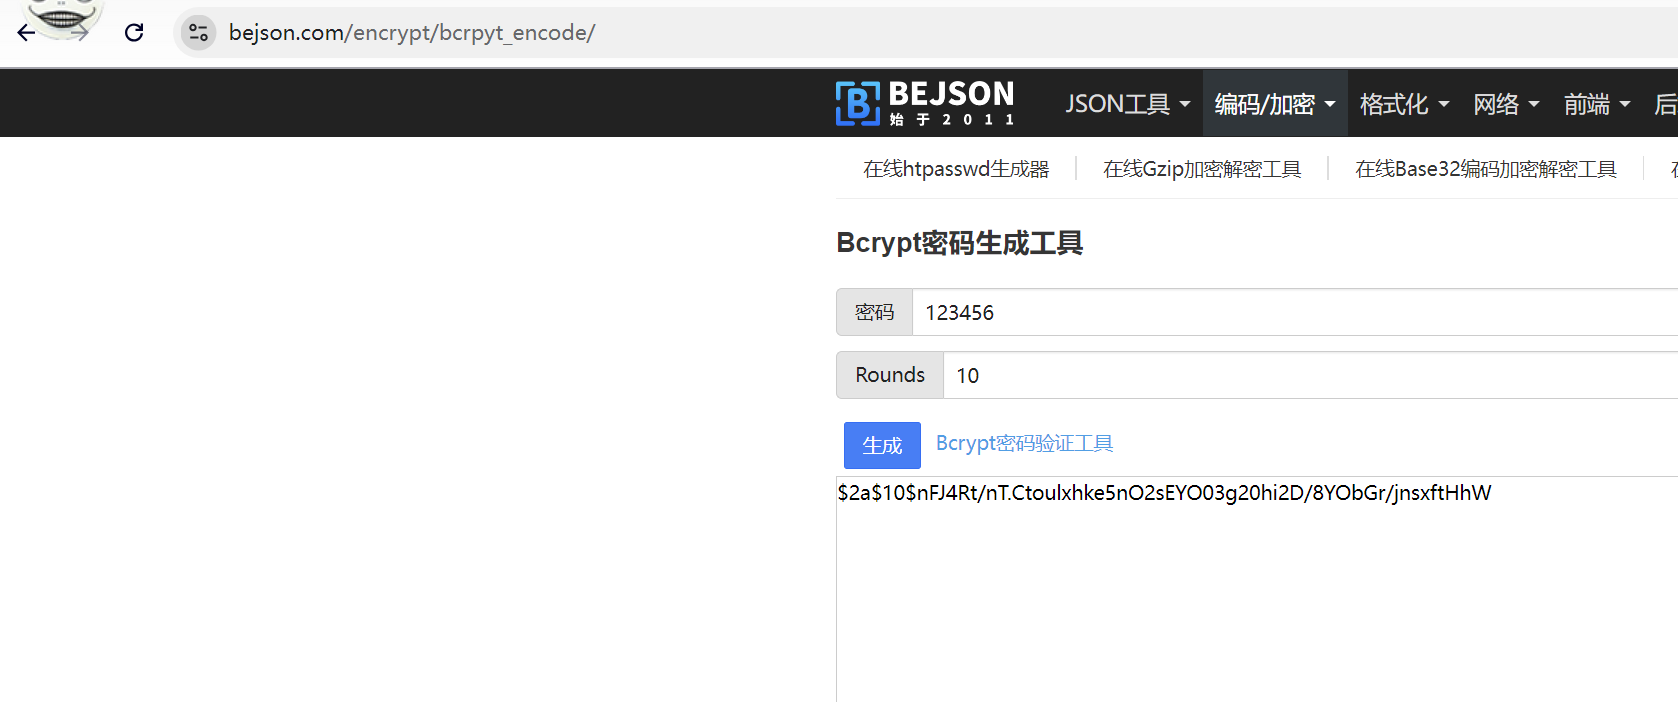 bejson.com/encrypt/bcrpyt_encode/
BEJSON
始于2011
JSON工具 编码/加密 格式化 网络 前端 后
在线htpasswd生成器 在线Gzip加密解密工具 在线Base32编码加密解密工具
Bcrypt密码生成工具
密码 123456
Rounds 10
生成 Bcrypt密码验证工具
$2a$10$nFJ4Rt/nT.Ctoulxhke5nO2sEYO03g20hi2D/8YObGr/jnsxftHhW